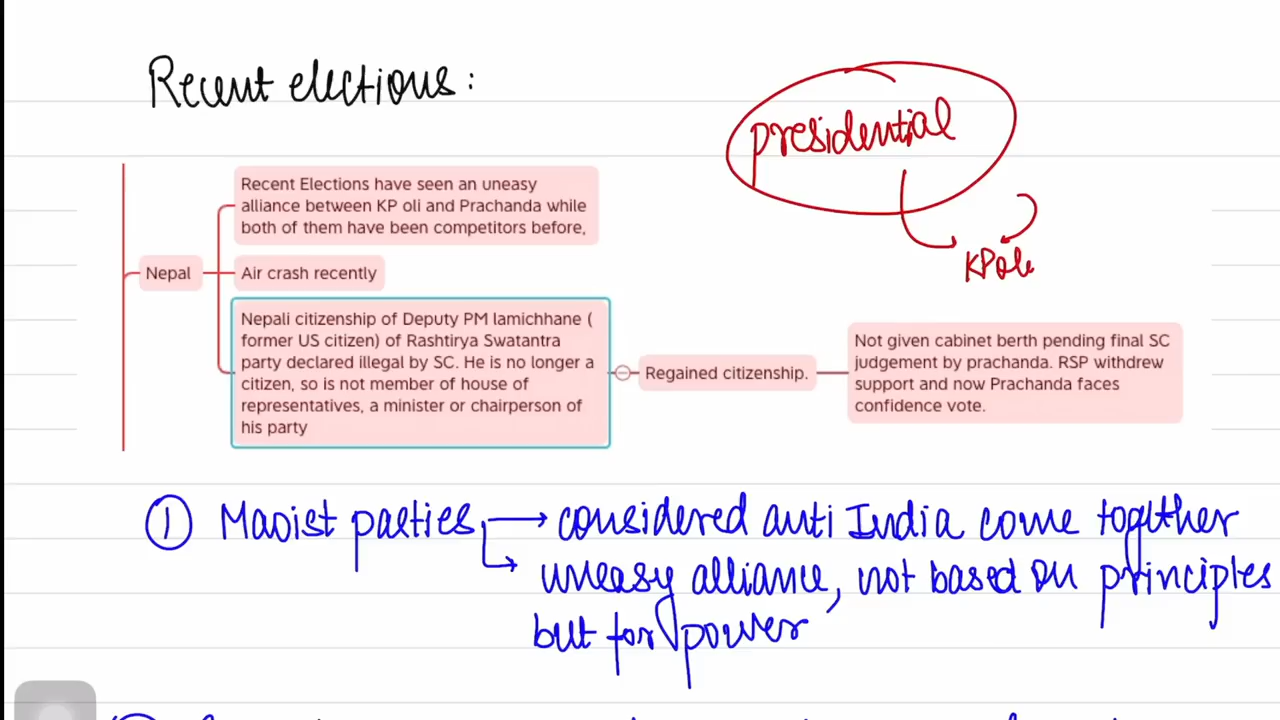 Recent elections:
presidential
KP Oli
Recent Elections have seen an uneasy
alliance between KP oli and Prachanda while
both of them have been competitors before,
Nepal
Air crash recently
Nepali citizenship of Deputy PM lamichhane (
former US citizen) of Rashtirya Swatantra
party declared illegal by SC. He is no longer a
citizen, so is not member of house of
representatives, a minister or chairperson of
his party
Regained citizenship.
Not given cabinet berth pending final SC
judgement by prachanda. RSP withdrew
support and now Prachanda faces
confidence vote.
① Maoist parties → considered anti India come together
→ uneasy alliance, not based on principles
but for power